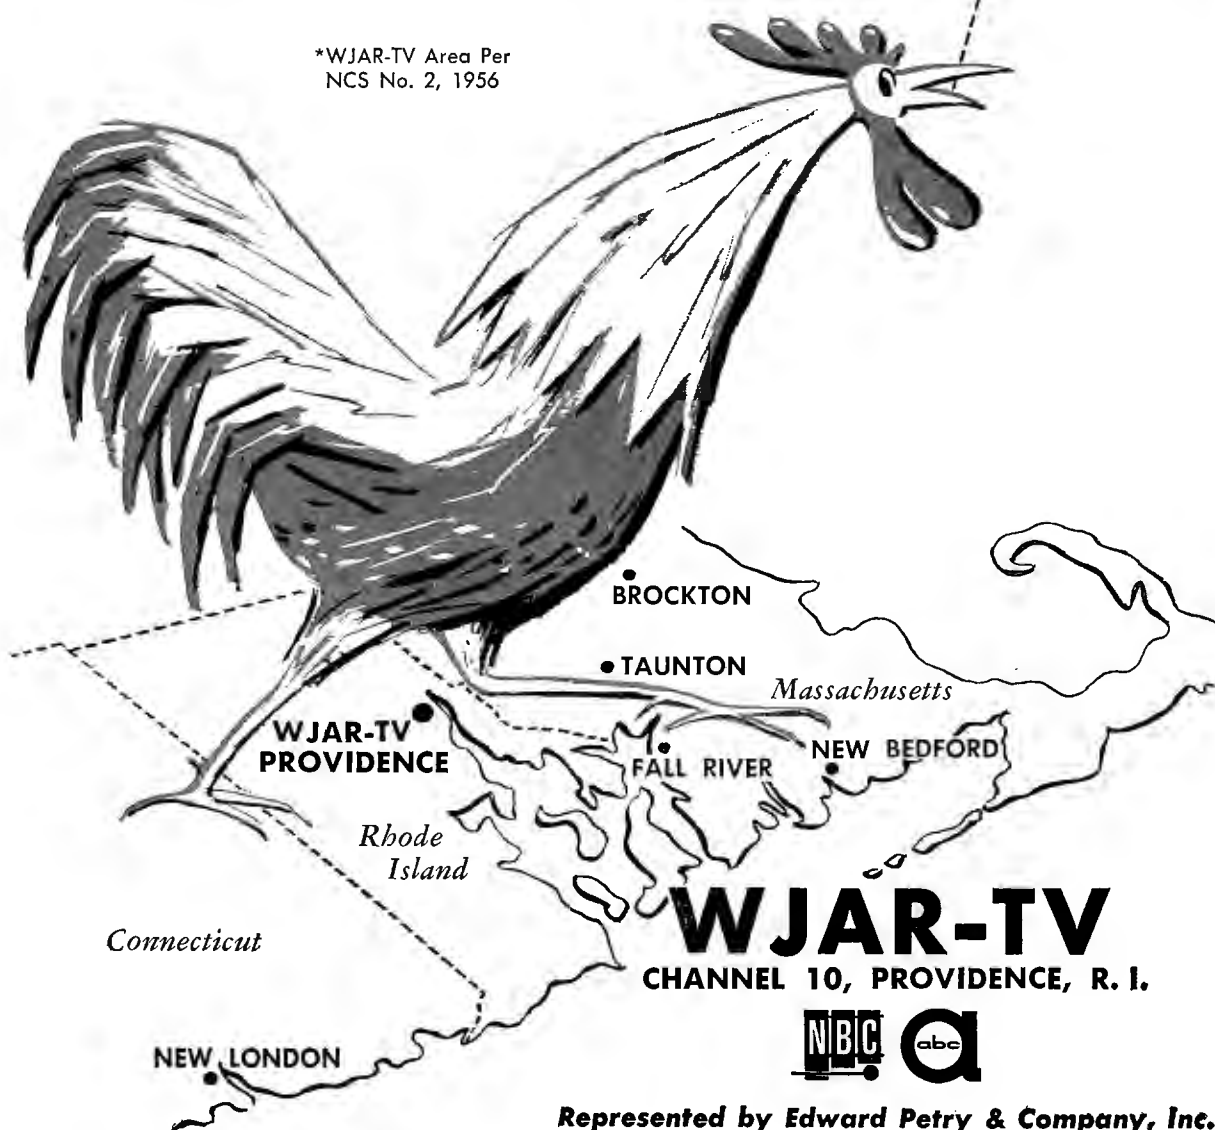 *WJAR-TV Area Per
NCS No. 2, 1956
BROCKTON
TAUNTON
Massachusetts
WJAR-TV
PROVIDENCE
FALL RIVER
NEW BEDFORD
Rhode
Island
Connecticut
NEW LONDON
WJAR-TV
CHANNEL 10, PROVIDENCE, R. I.
NBC
abc
Represented by Edward Petry & Company, Inc.